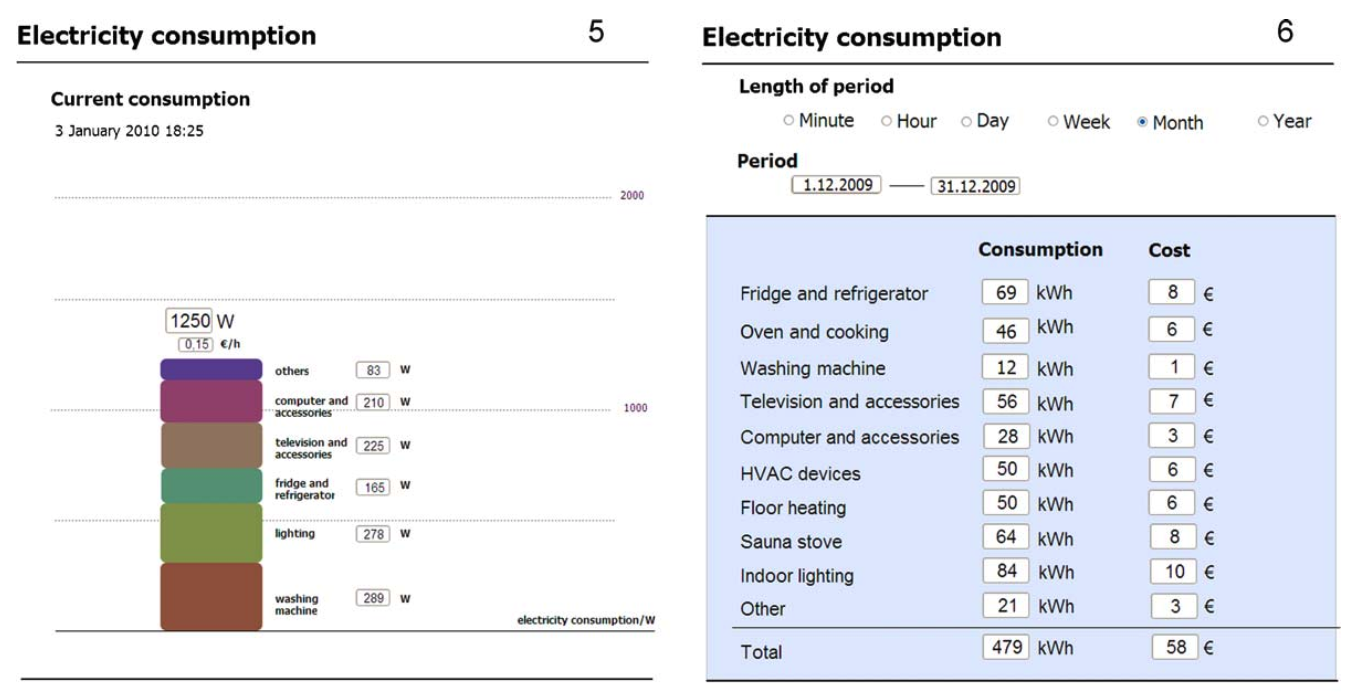 Electricity consumption 5
Current consumption
3 January 2010 18:25
2000
1250 W
0,15 €/h
others 83 W
computer and accessories 210 W
1000
television and accessories 225 W
fridge and refrigerator 165 W
lighting 278 W
washing machine 289 W
electricity consumption/W
Electricity consumption 6
Length of period
Minute Hour Day Week Month Year
Period
1.12.2009 31.12.2009
Consumption Cost
Fridge and refrigerator 69 kWh 8 €
Oven and cooking 46 kWh 6 €
Washing machine 12 kWh 1 €
Television and accessories 56 kWh 7 €
Computer and accessories 28 kWh 3 €
HVAC devices 50 kWh 6 €
Floor heating 50 kWh 6 €
Sauna stove 64 kWh 8 €
Indoor lighting 84 kWh 10 €
Other 21 kWh 3 €
Total 479 kWh 58 €